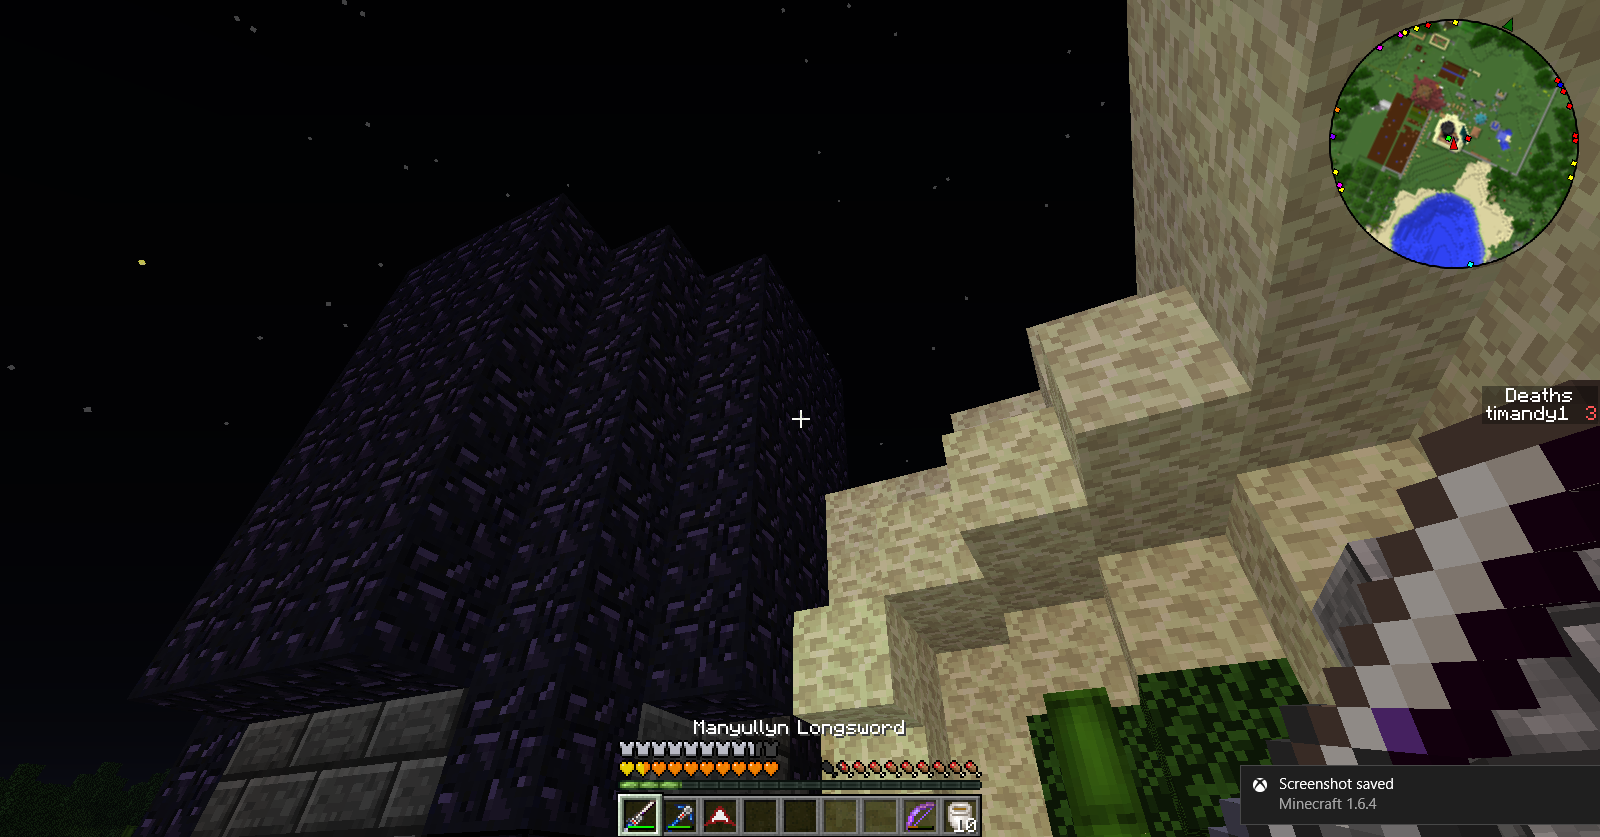 Deaths
timandy1 3
Manyullyn Longsword
10
Screenshot saved
Minecraft 1.6.4